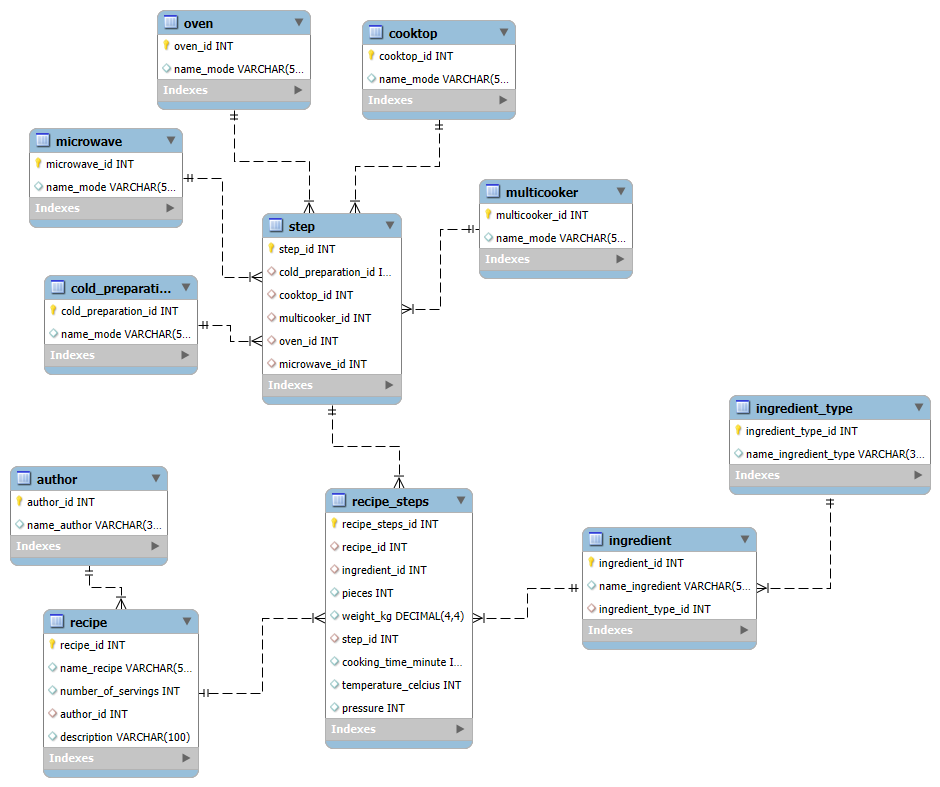 oven
oven_id INT
name_mode VARCHAR(5...
Indexes
cooktop
cooktop_id INT
name_mode VARCHAR(5...
Indexes
microwave
microwave_id INT
name_mode VARCHAR(5...
Indexes
multicooker
multicooker_id INT
name_mode VARCHAR(5...
Indexes
step
step_id INT
cold_preparation_id I...
cooktop_id INT
multicooker_id INT
oven_id INT
microwave_id INT
Indexes
cold_preparati...
cold_preparation_id INT
name_mode VARCHAR(5...
Indexes
ingredient_type
ingredient_type_id INT
name_ingredient_type VARCHAR(3...
Indexes
author
author_id INT
name_author VARCHAR(3...
Indexes
recipe_steps
recipe_steps_id INT
recipe_id INT
ingredient_id INT
pieces INT
weight_kg DECIMAL(4,4)
step_id INT
cooking_time_minute I...
temperature_celcius INT
pressure INT
Indexes
ingredient
ingredient_id INT
name_ingredient VARCHAR(5...
ingredient_type_id INT
Indexes
recipe
recipe_id INT
name_recipe VARCHAR(5...
number_of_servings INT
author_id INT
description VARCHAR(100)
Indexes